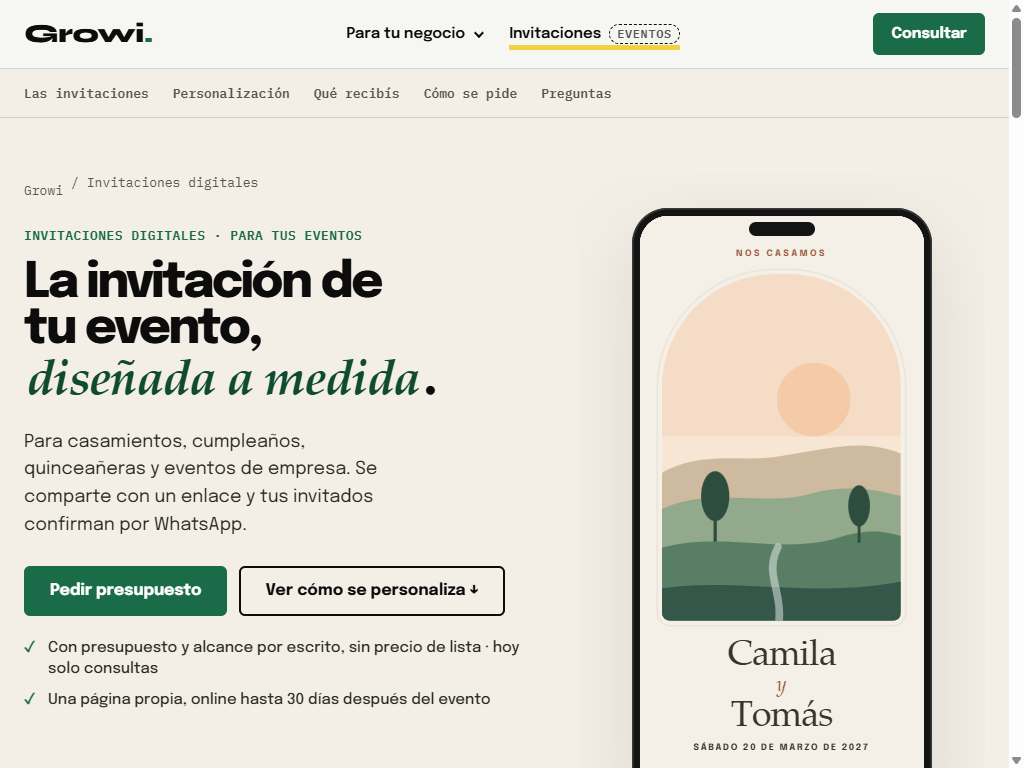 Growi.
Para tu negocio
Invitaciones EVENTOS
Consultar
Las invitaciones
Personalización
Qué recibís
Cómo se pide
Preguntas
Growi / Invitaciones digitales
INVITACIONES DIGITALES · PARA TUS EVENTOS
La invitación de
tu evento,
diseñada a medida.
Para casamientos, cumpleaños,
quinceañeras y eventos de empresa. Se
comparte con un enlace y tus invitados
confirman por WhatsApp.
Pedir presupuesto
Ver cómo se personaliza ↓
✓ Con presupuesto y alcance por escrito, sin precio de lista · hoy
solo consultas
✓ Una página propia, online hasta 30 días después del evento
NOS CASAMOS
Camila
y
Tomás
SÁBADO 20 DE MARZO DE 2027